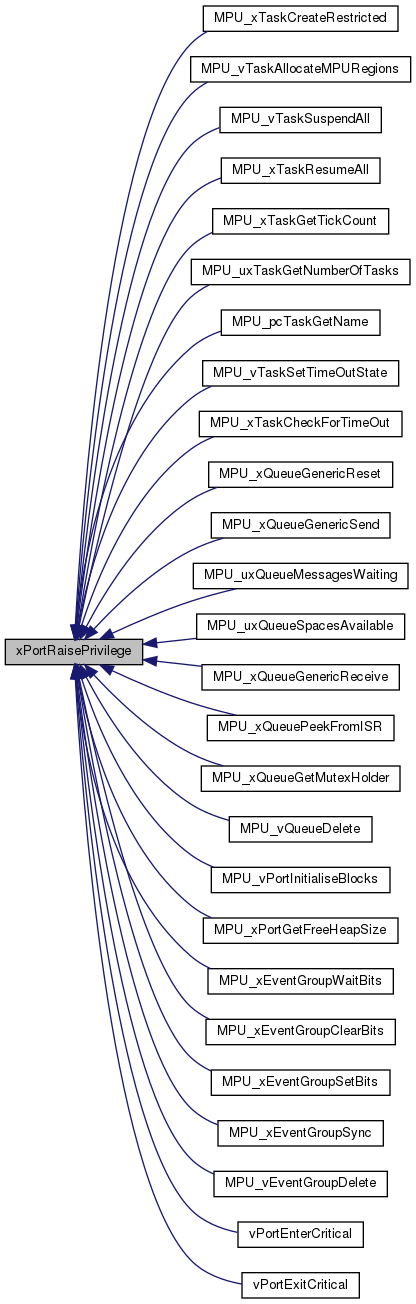 MPU_xTaskCreateRestricted
MPU_vTaskAllocateMPURegions
MPU_vTaskSuspendAll
MPU_xTaskResumeAll
MPU_xTaskGetTickCount
MPU_uxTaskGetNumberOfTasks
MPU_pcTaskGetName
MPU_vTaskSetTimeOutState
MPU_xTaskCheckForTimeOut
MPU_xQueueGenericReset
MPU_xQueueGenericSend
MPU_uxQueueMessagesWaiting
MPU_uxQueueSpacesAvailable
xPortRaisePrivilege
MPU_xQueueGenericReceive
MPU_xQueuePeekFromISR
MPU_xQueueGetMutexHolder
MPU_vQueueDelete
MPU_vPortInitialiseBlocks
MPU_xPortGetFreeHeapSize
MPU_xEventGroupWaitBits
MPU_xEventGroupClearBits
MPU_xEventGroupSetBits
MPU_xEventGroupSync
MPU_vEventGroupDelete
vPortEnterCritical
vPortExitCritical